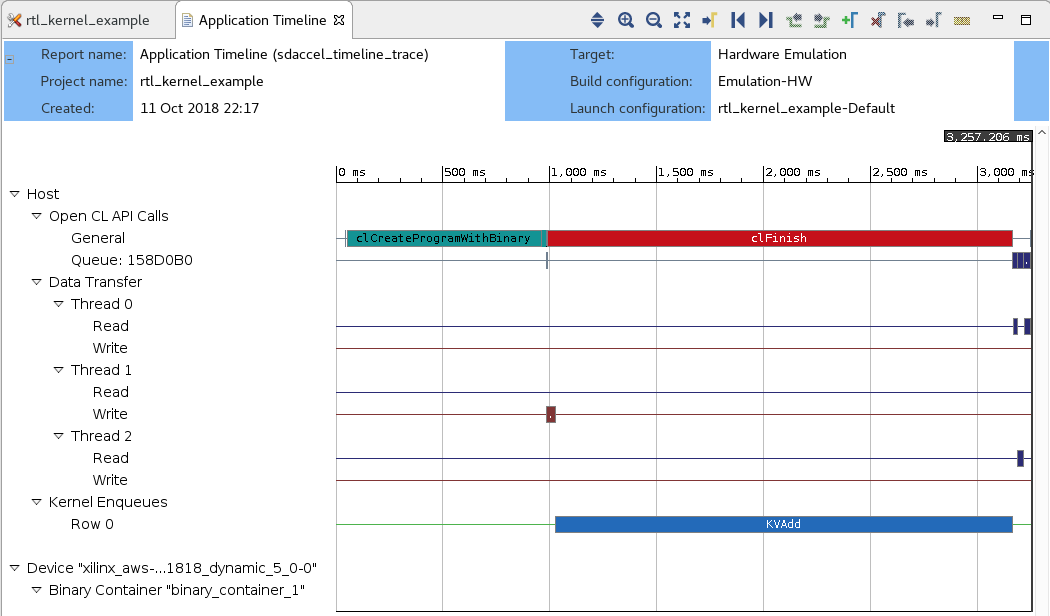 rtl_kernel_example Application Timeline
Report name: Application Timeline (sdaccel_timeline_trace) Target: Hardware Emulation
Project name: rtl_kernel_example Build configuration: Emulation-HW
Created: 11 Oct 2018 22:17 Launch configuration: rtl_kernel_example-Default
3,257.206 ms
0 ms 500 ms 1,000 ms 1,500 ms 2,000 ms 2,500 ms 3,000 ms
Host
Open CL API Calls
General clCreateProgramWithBinary clFinish
Queue: 158D0B0
Data Transfer
Thread 0
Read
Write
Thread 1
Read
Write
Thread 2
Read
Write
Kernel Enqueues
Row 0 KVAdd
Device "xilinx_aws-...1818_dynamic_5_0-0"
Binary Container "binary_container_1"